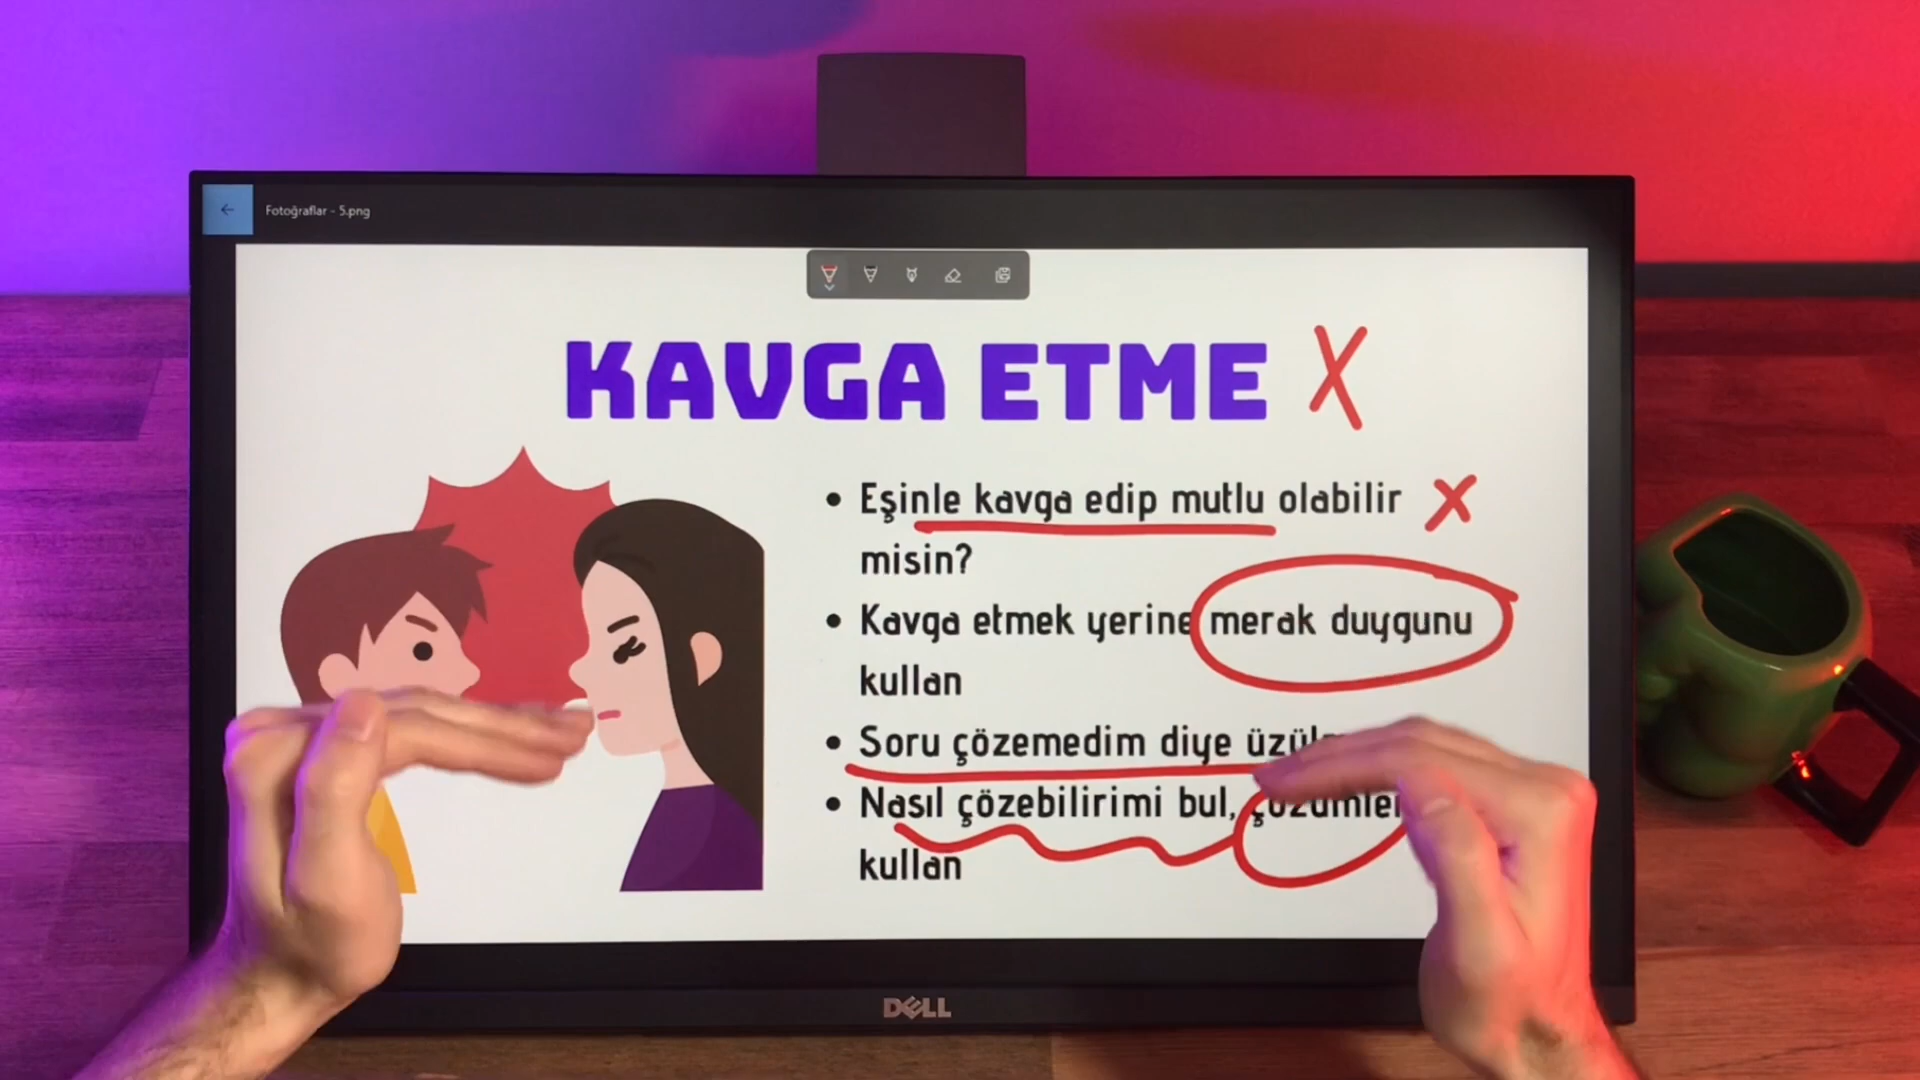 Fotoğraflar - 5.png
KAVGA ETME
Eşinle kavga edip mutlu olabilir
misin?
Kavga etmek yerine merak duygunu
kullan
Soru çözemedim diye
Nasıl çözebilirimi bul,
kullan
DELL